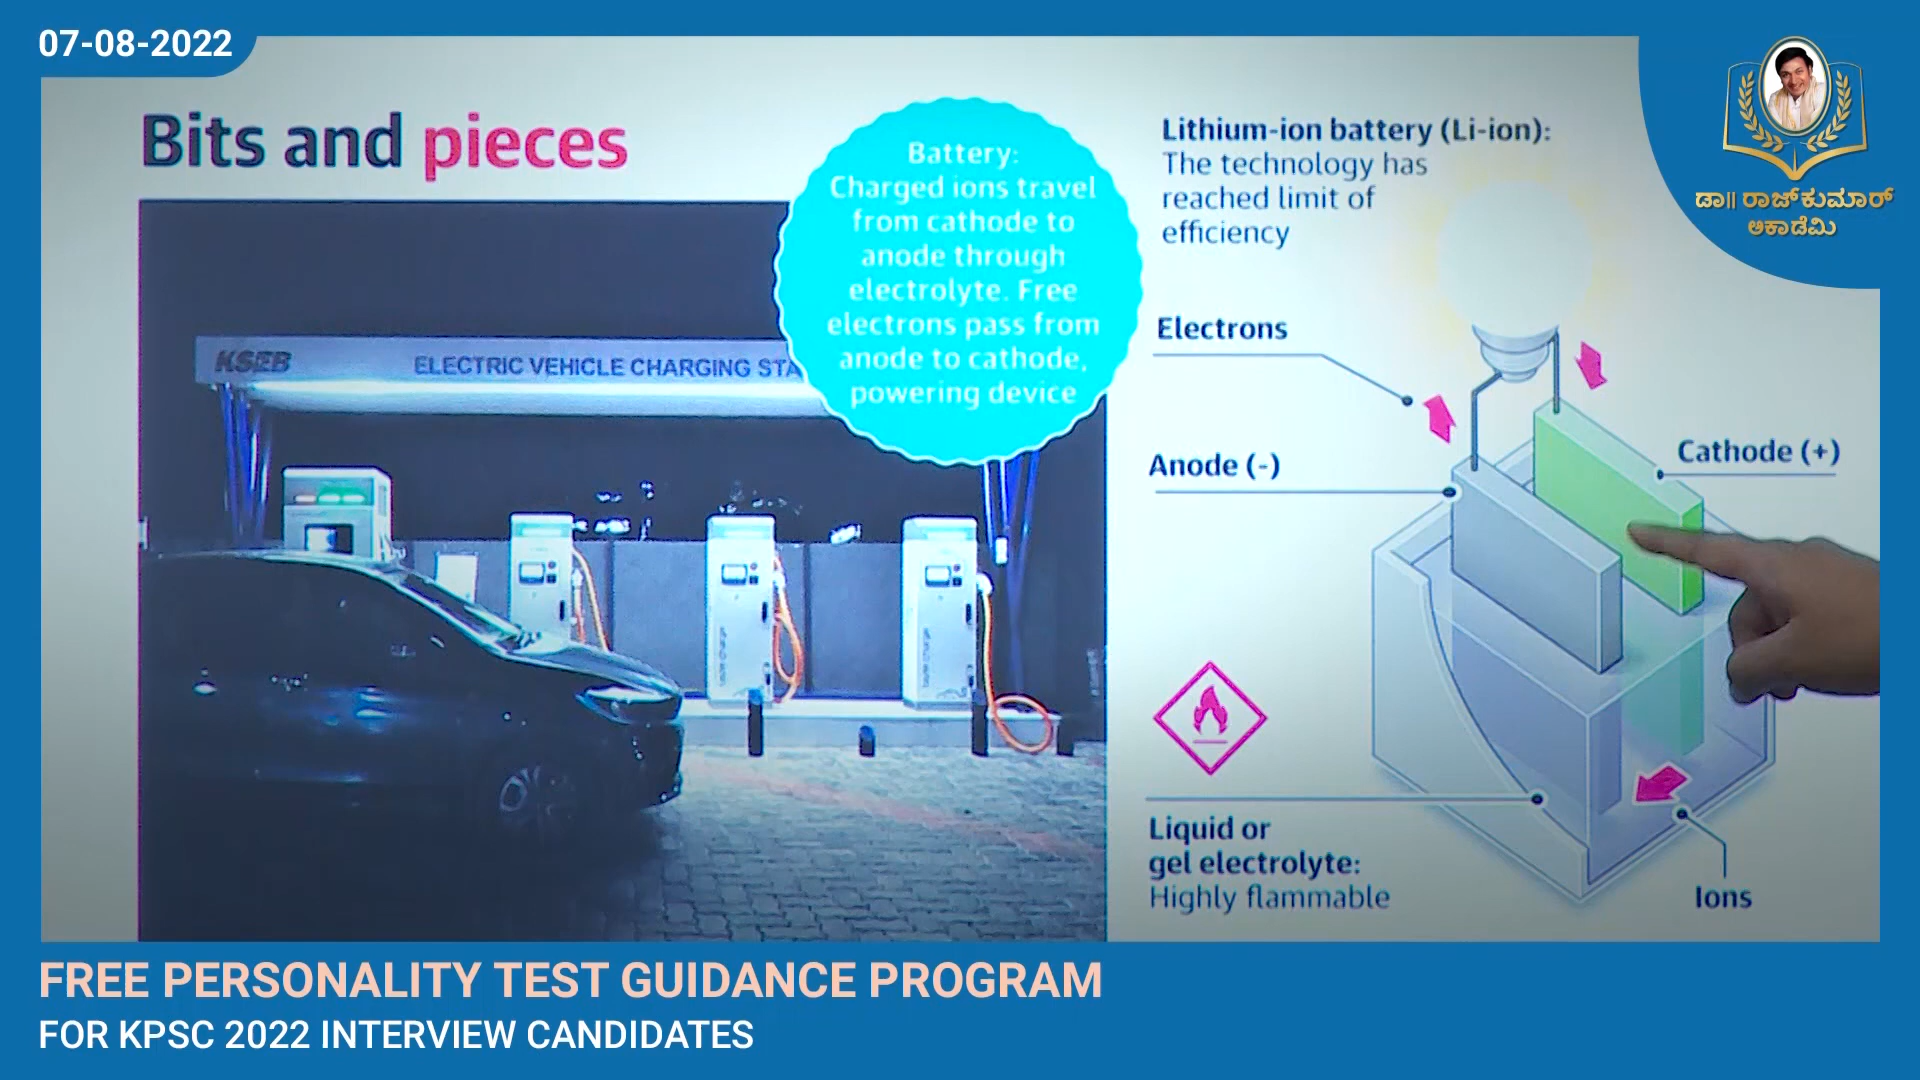 07-08-2022
Bits and pieces
Battery:
Charged ions travel
from cathode to
anode through
electrolyte. Free
electrons pass from
anode to cathode,
powering device
KSEB
ELECTRIC VEHICLE CHARGING STA
Lithium-ion battery (Li-ion):
The technology has
reached limit of
efficiency
Electrons
Anode (-)
Cathode (+)
Liquid or
gel electrolyte:
Highly flammable
Ions
ಡಾ|| ರಾಜ್‌ಕುಮಾರ್
ಅಕಾಡೆಮಿ
FREE PERSONALITY TEST GUIDANCE PROGRAM
FOR KPSC 2022 INTERVIEW CANDIDATES